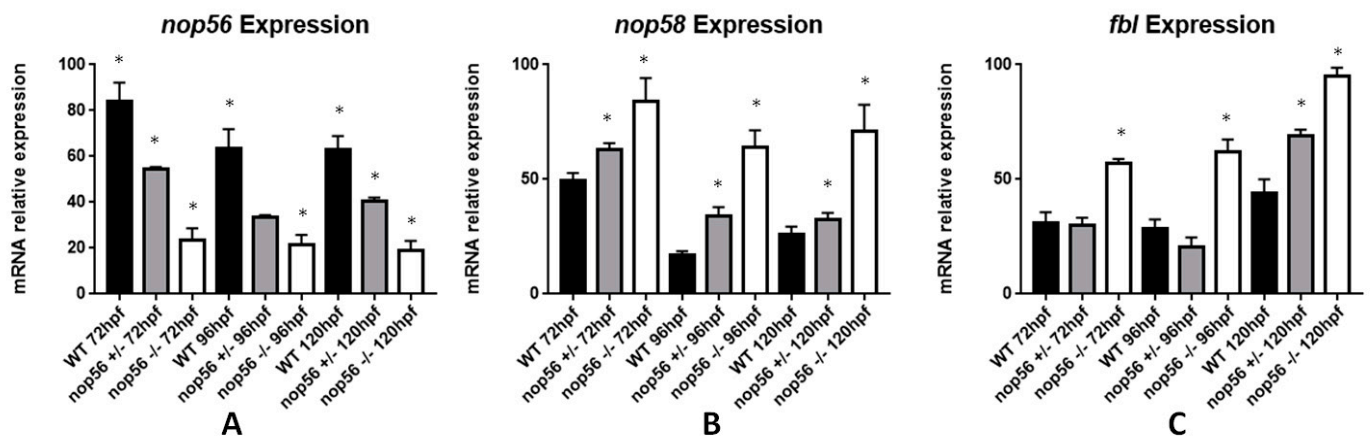 nop56 Expression
mRNA relative expression
100
80
60
40
20
0
*
*
*
*
*
*
*
*
WT 72hpf
nop56 +/- 72hpf
nop56 -/- 72hpf
WT 96hpf
nop56 +/- 96hpf
nop56 -/- 96hpf
WT 120hpf
nop56 +/- 120hpf
nop56 -/- 120hpf
A
nop58 Expression
mRNA relative expression
100
50
0
*
*
*
*
*
*
WT 72hpf
nop56 +/- 72hpf
nop56 -/- 72hpf
WT 96hpf
nop56 +/- 96hpf
nop56 -/- 96hpf
WT 120hpf
nop56 +/- 120hpf
nop56 -/- 120hpf
B
fbl Expression
mRNA relative expression
100
50
0
*
*
*
*
WT 72hpf
nop56 +/- 72hpf
nop56 -/- 72hpf
WT 96hpf
nop56 +/- 96hpf
nop56 -/- 96hpf
WT 120hpf
nop56 +/- 120hpf
nop56 -/- 120hpf
C